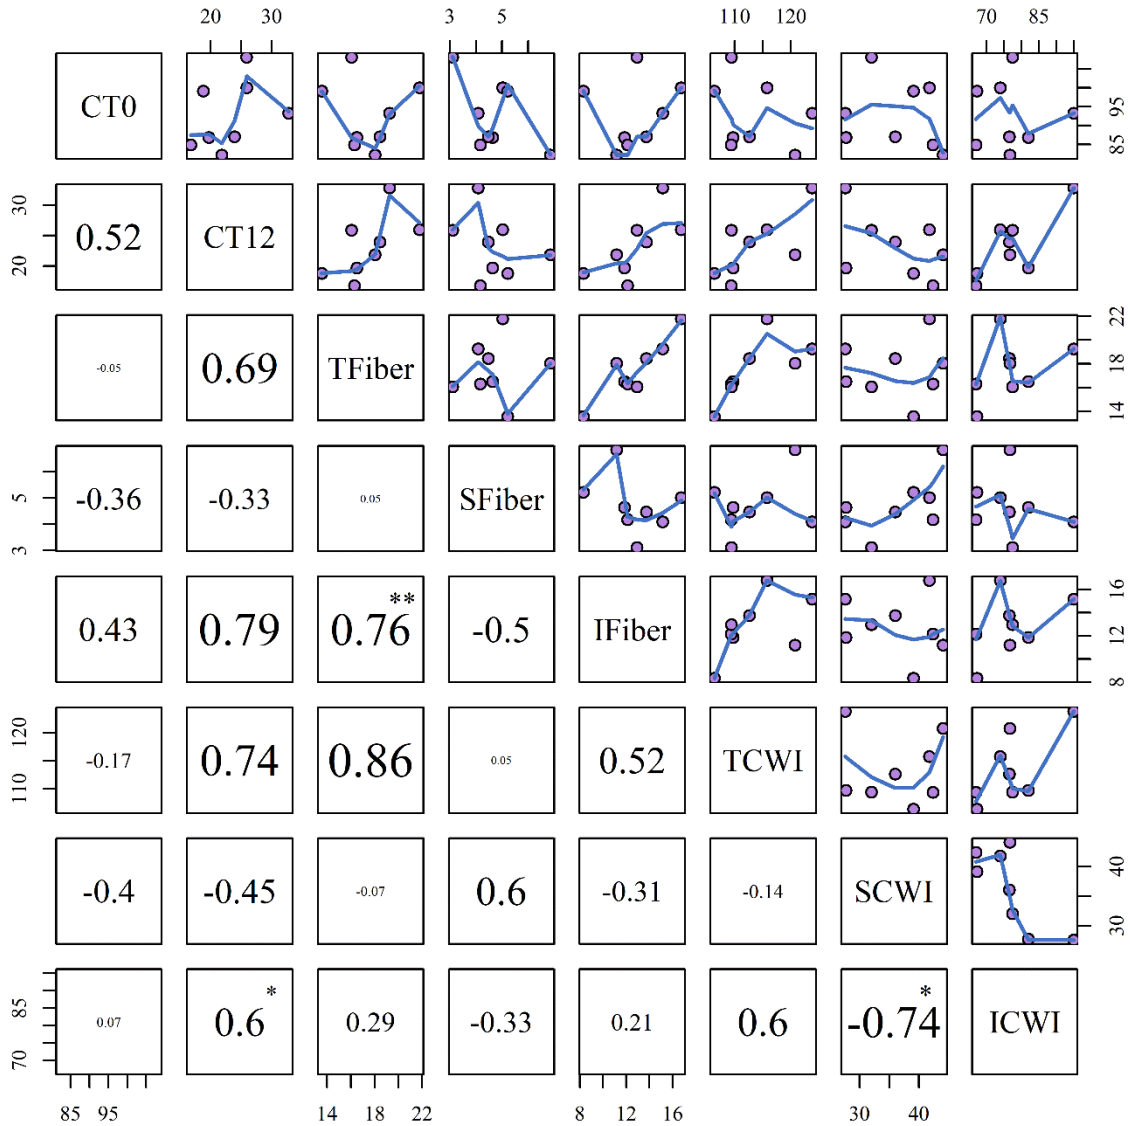 20 30 3 5 110 120 70 85
CT0 85 95
20 30 0.52 CT12
-0.05 0.69 TFiber 14 18 22
3 5 -0.36 -0.33 0.05 SFiber
0.43 0.79 0.76 ** -0.5 IFiber 8 12 16
110 120 -0.17 0.74 0.86 0.05 0.52 TCWI
-0.4 -0.45 -0.07 0.6 -0.31 -0.14 SCWI 30 40
70 85 0.07 0.6 * 0.29 -0.33 0.21 0.6 -0.74 * ICWI
85 95 14 18 22 8 12 16 30 40